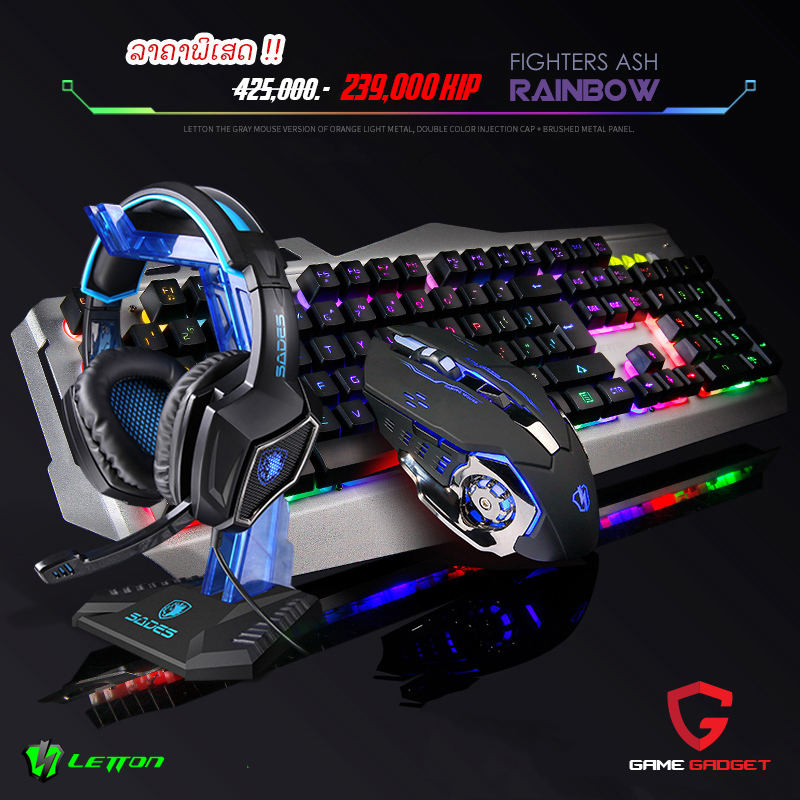 ລາຄາພິເສດ !!
425,000.- 239,000 KIP
FIGHTERS ASH
RAINBOW
LETTON THE GRAY MOUSE VERSION OF ORANGE LIGHT METAL, DOUBLE COLOR INJECTION CAP + BRUSHED METAL PANEL.
SADES
SADES
LETTON
GAME GADGET